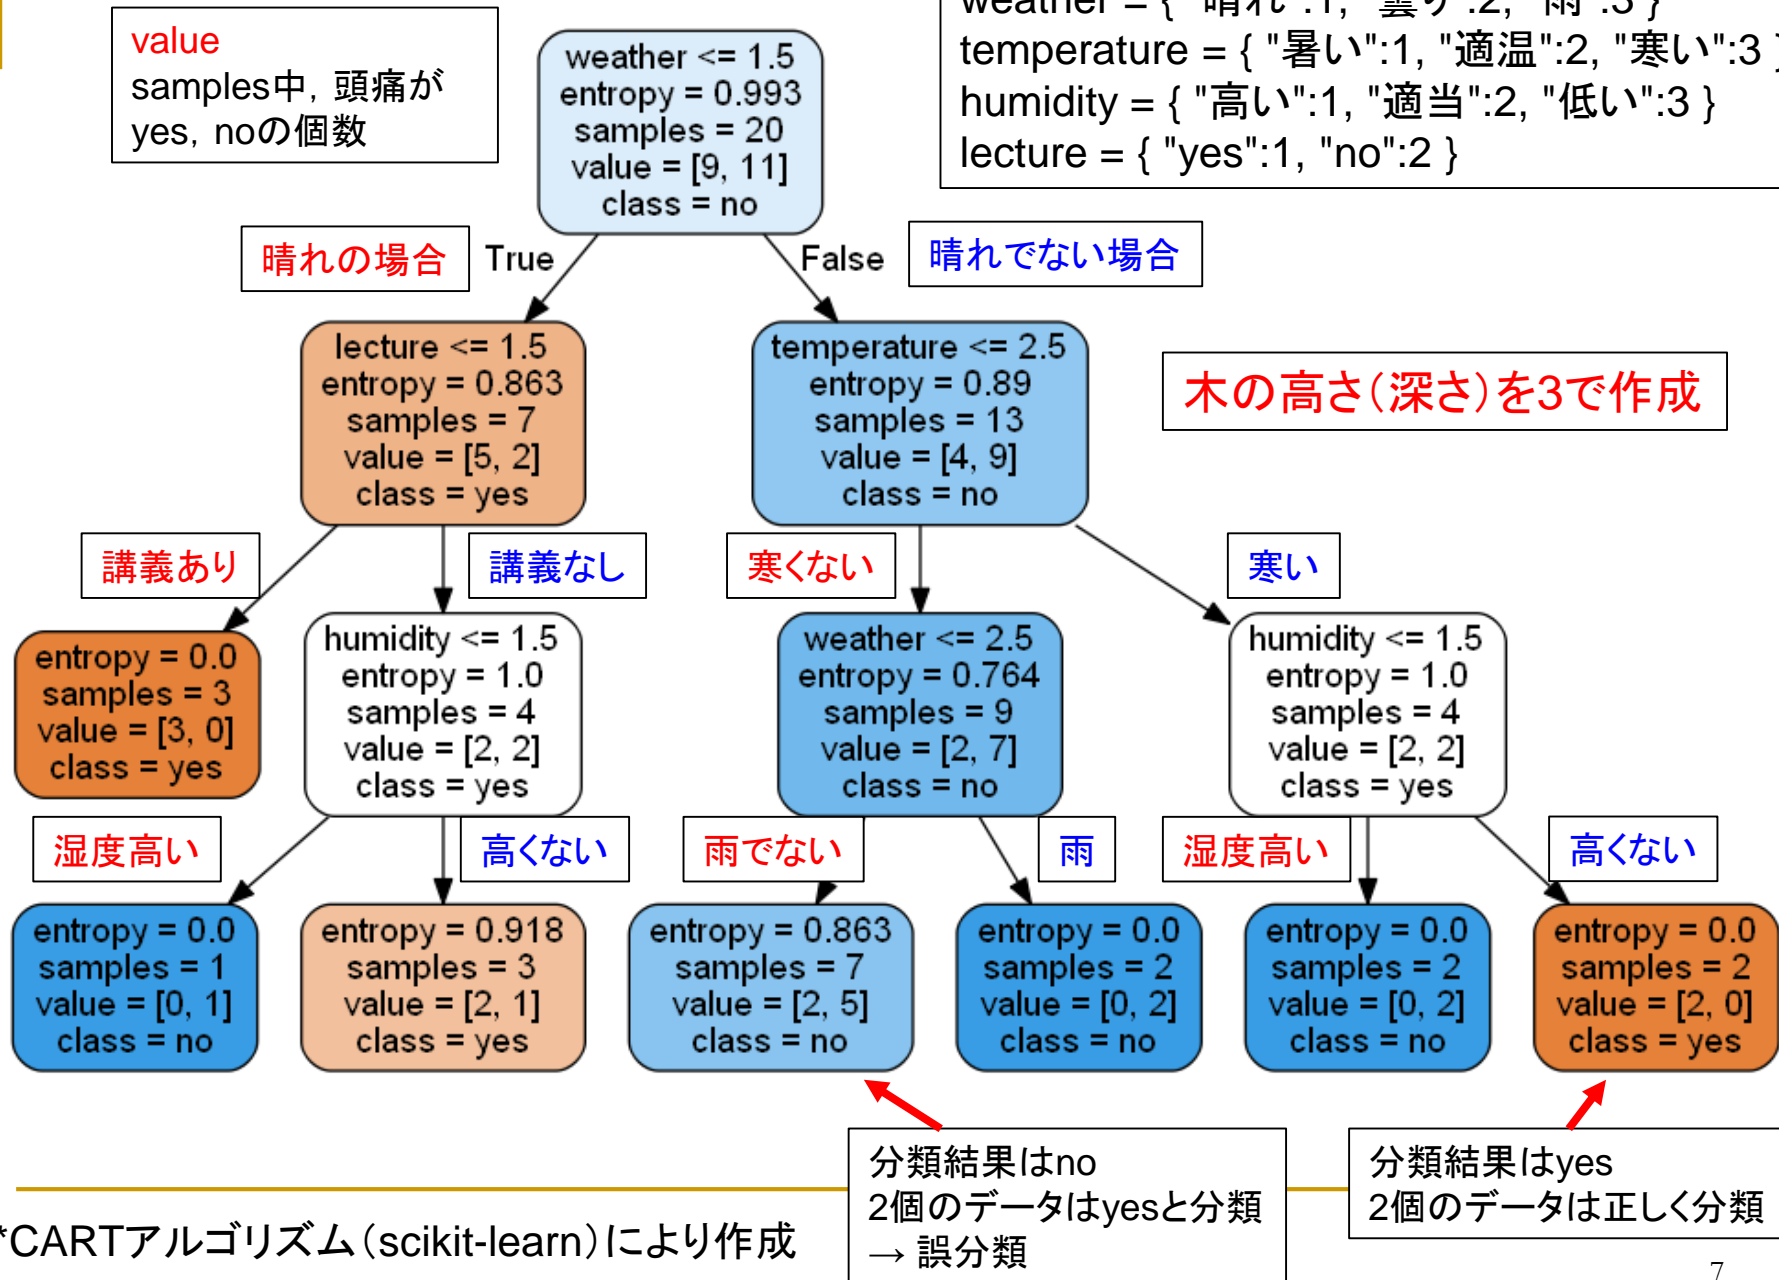 value
samples中，頭痛が
yes，noの個数
weather = { "晴れ":1, "曇り":2, "雨":3 }
temperature = { "暑い":1, "適温":2, "寒い":3 }
humidity = { "高い":1, "適当":2, "低い":3 }
lecture = { "yes":1, "no":2 }
weather <= 1.5
entropy = 0.993
samples = 20
value = [9, 11]
class = no
晴れの場合
True
False
晴れでない場合
lecture <= 1.5
entropy = 0.863
samples = 7
value = [5, 2]
class = yes
temperature <= 2.5
entropy = 0.89
samples = 13
value = [4, 9]
class = no
木の高さ（深さ）を3で作成
講義あり
講義なし
寒くない
寒い
entropy = 0.0
samples = 3
value = [3, 0]
class = yes
humidity <= 1.5
entropy = 1.0
samples = 4
value = [2, 2]
class = yes
weather <= 2.5
entropy = 0.764
samples = 9
value = [2, 7]
class = no
humidity <= 1.5
entropy = 1.0
samples = 4
value = [2, 2]
class = yes
湿度高い
高くない
雨でない
雨
湿度高い
高くない
entropy = 0.0
samples = 1
value = [0, 1]
class = no
entropy = 0.918
samples = 3
value = [2, 1]
class = yes
entropy = 0.863
samples = 7
value = [2, 5]
class = no
entropy = 0.0
samples = 2
value = [0, 2]
class = no
entropy = 0.0
samples = 2
value = [0, 2]
class = no
entropy = 0.0
samples = 2
value = [2, 0]
class = yes
分類結果はno
2個のデータはyesと分類
→ 誤分類
分類結果はyes
2個のデータは正しく分類
*CARTアルゴリズム（scikit-learn）により作成
7